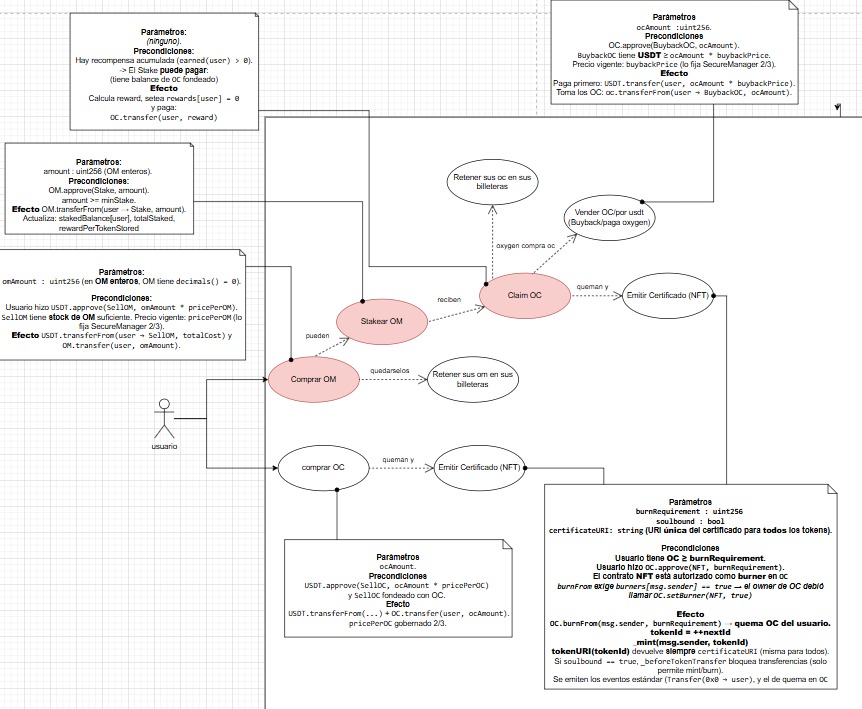 Parámetros:
(ninguno).
Precondiciones:
Hay recompensa acumulada (earned(user) > 0).
-> El Stake puede pagar:
(tiene balance de OC fondeado)
Efecto
Calcula reward, setea rewards[user] = 0
y paga:
OC.transfer(user, reward)
Parámetros
ocAmount :uint256.
Precondiciones
OC.approve(BuybackOC, ocAmount).
BuybackOC tiene USDT ≥ ocAmount * buybackPrice.
Precio vigente: buybackPrice (lo fija SecureManager 2/3).
Efecto
Paga primero: USDT.transfer(user, ocAmount * buybackPrice).
Toma los OC: oc.transferFrom(user → BuybackOC, ocAmount).
Parámetros:
amount : uint256 (OM enteros).
Precondiciones:
OM.approve(Stake, amount).
amount >= minStake.
Efecto OM.transferFrom(user → Stake, amount).
Actualiza: stakedBalance[user], totalStaked,
rewardPerTokenStored
Parámetros:
omAmount : uint256 (en OM enteros, OM tiene decimals() = 0).
Precondiciones:
Usuario hizo USDT.approve(SellOM, omAmount * pricePerOM).
SellOM tiene stock de OM suficiente. Precio vigente: pricePerOM (lo
fija SecureManager 2/3).
Efecto USDT.transferFrom(user → SellOM, totalCost) y
OM.transfer(user, omAmount).
Retener sus oc en sus
billeteras
Vender OC/por usdt
(Buyback/paga oxygen)
oxygen compra oc
Claim OC
queman y
Emitir Certificado (NFT)
reciben
Stakear OM
pueden
Comprar OM
quedarselos
Retener sus om en sus
billeteras
usuario
comprar OC
queman y
Emitir Certificado (NFT)
Parámetros
ocAmount.
Precondiciones
USDT.approve(SellOC, ocAmount * pricePerOC)
y SellOC fondeado con OC.
Efecto
USDT.transferFrom(...) + OC.transfer(user, ocAmount).
pricePerOC gobernado 2/3.
Parámetros
burnRequirement : uint256
soulbound : bool
certificateURI: string (URI única del certificado para todos los tokens).
Precondiciones
Usuario tiene OC ≥ burnRequirement.
Usuario hizo OC.approve(NFT, burnRequirement).
El contrato NFT está autorizado como burner en OC
burnFrom exige burners[msg.sender] == true → el owner de OC debió
llamar OC.setBurner(NFT, true)
Efecto
OC.burnFrom(msg.sender, burnRequirement) → quema OC del usuario.
tokenId = ++nextId
_mint(msg.sender, tokenId)
tokenURI(tokenId) devuelve siempre certificateURI (misma para todos).
Si soulbound == true, _beforeTokenTransfer bloquea transferencias (solo
permite mint/burn).
Se emiten los eventos estándar (Transfer(0x0 → user), y el de quema en OC